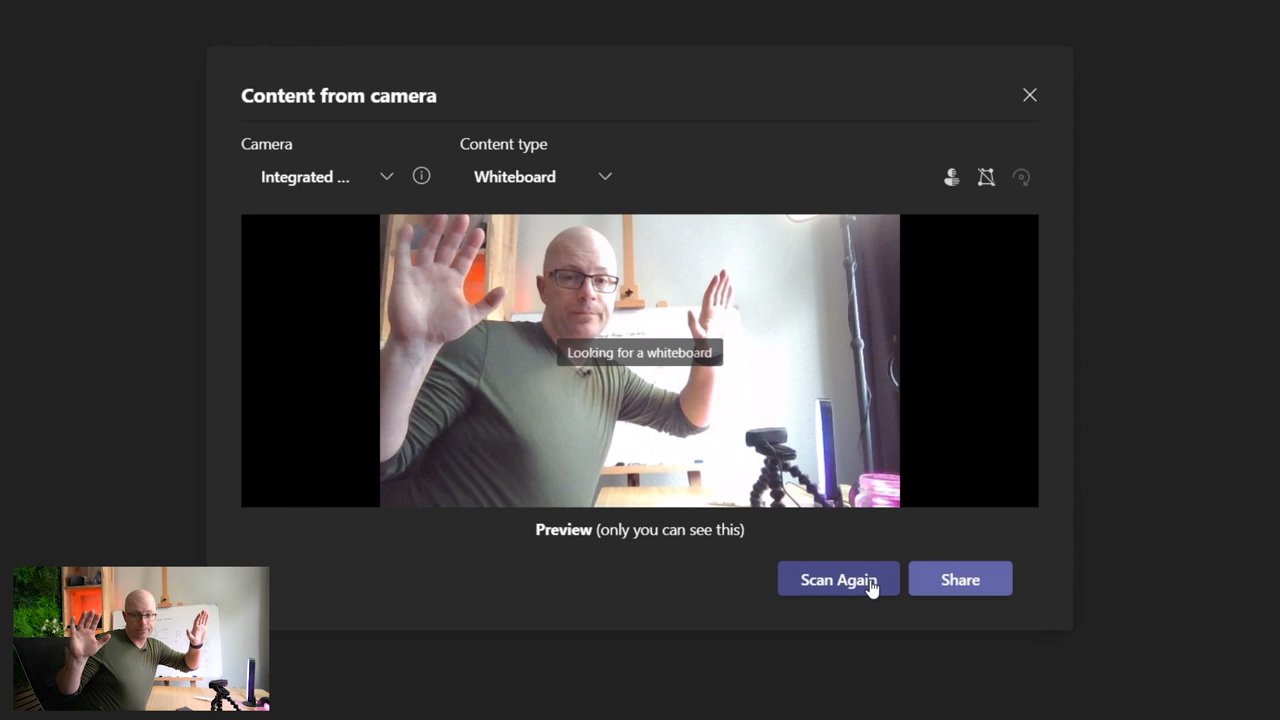 Content from camera
Camera
Content type
Integrated ...
Whiteboard
Looking for a whiteboard
Preview (only you can see this)
Scan Again
Share